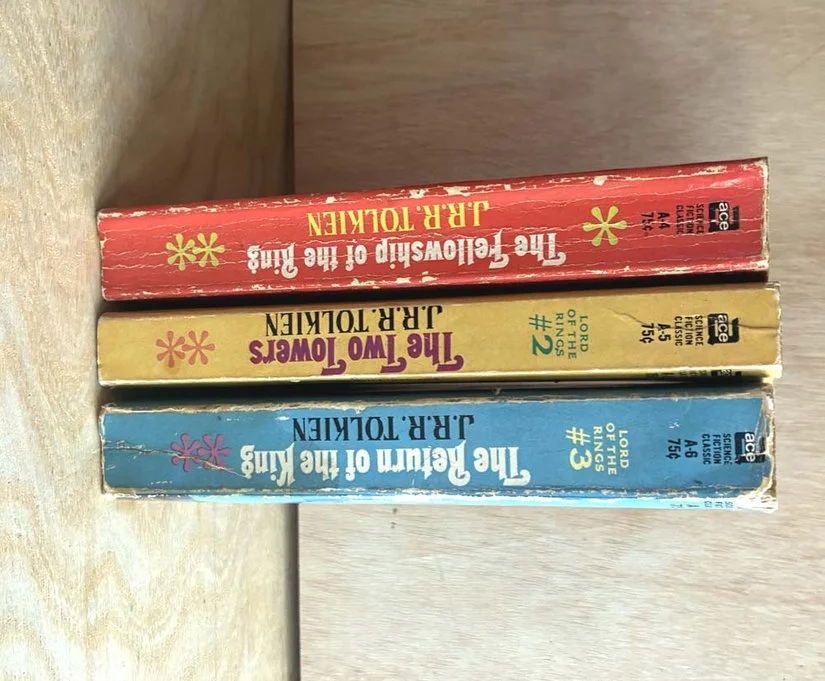 ace
SCIENCE
FICTION
CLASSIC
A-4
75¢
The Fellowship of the Ring
J.R.R. TOLKIEN
ace
SCIENCE
FICTION
CLASSIC
A-5
75¢
LORD
OF THE
RINGS
#2
The Two Towers
J.R.R. TOLKIEN
ace
SCIENCE
FICTION
CLASSIC
A-6
75¢
LORD
OF THE
RINGS
#3
The Return of the King
J.R.R. TOLKIEN